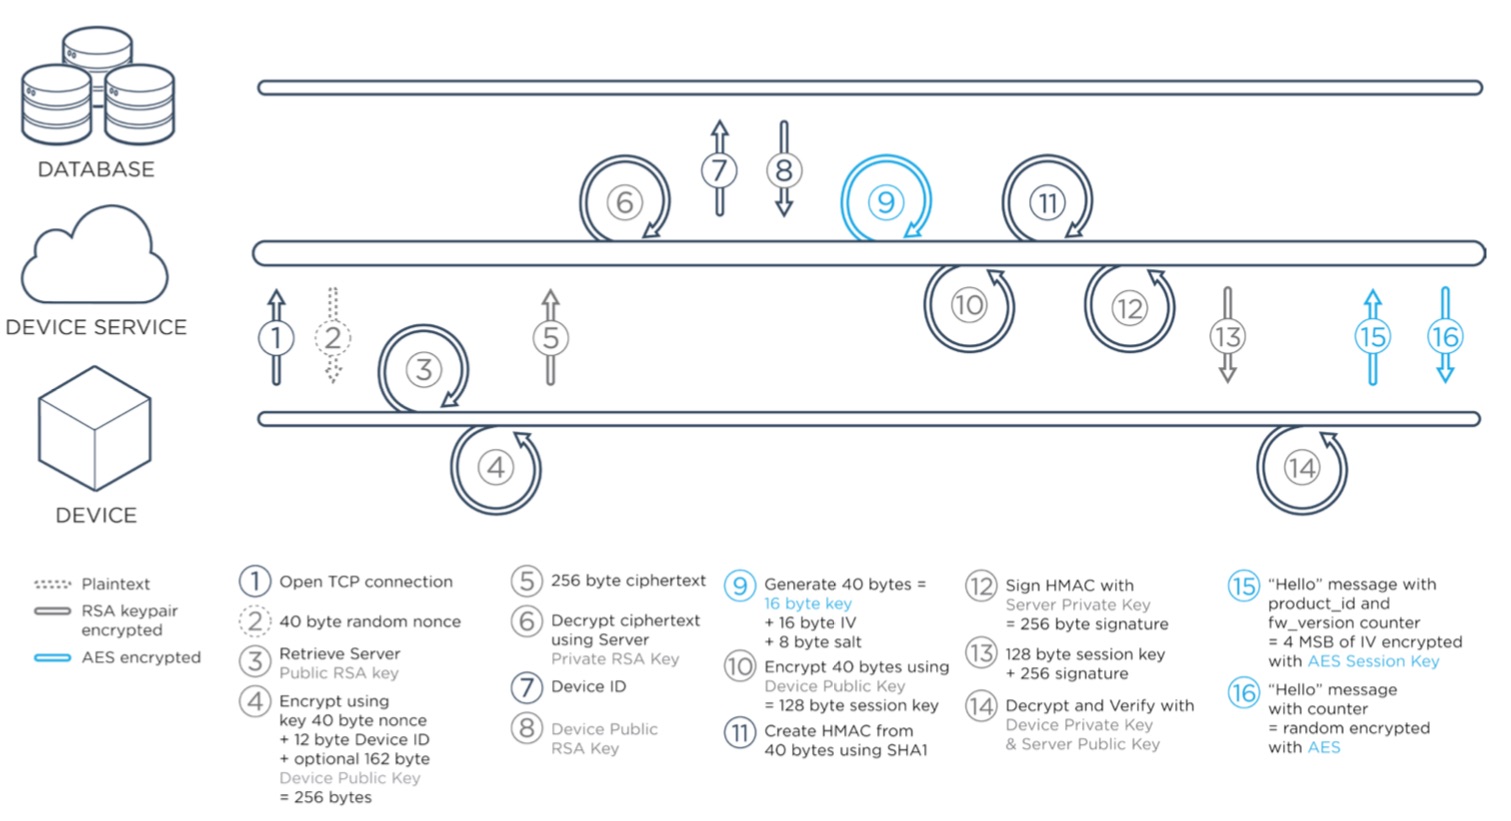 DATABASE
DEVICE SERVICE
DEVICE
6
7
8
9
11
1
2
3
5
10
12
13
15
16
4
14
Plaintext
RSA keypair
encrypted
AES encrypted
1 Open TCP connection
2 40 byte random nonce
3 Retrieve Server
Public RSA key
4 Encrypt using
key 40 byte nonce
+ 12 byte Device ID
+ optional 162 byte
Device Public Key
= 256 bytes
5 256 byte ciphertext
6 Decrypt ciphertext
using Server
Private RSA Key
7 Device ID
8 Device Public
RSA Key
9 Generate 40 bytes =
16 byte key
+ 16 byte IV
+ 8 byte salt
10 Encrypt 40 bytes using
Device Public Key
= 128 byte session key
11 Create HMAC from
40 bytes using SHA1
12 Sign HMAC with
Server Private Key
= 256 byte signature
13 128 byte session key
+ 256 signature
14 Decrypt and Verify with
Device Private Key
& Server Public Key
15 “Hello” message with
product_id and
fw_version counter
= 4 MSB of IV encrypted
with AES Session Key
16 “Hello” message
with counter
= random encrypted
with AES